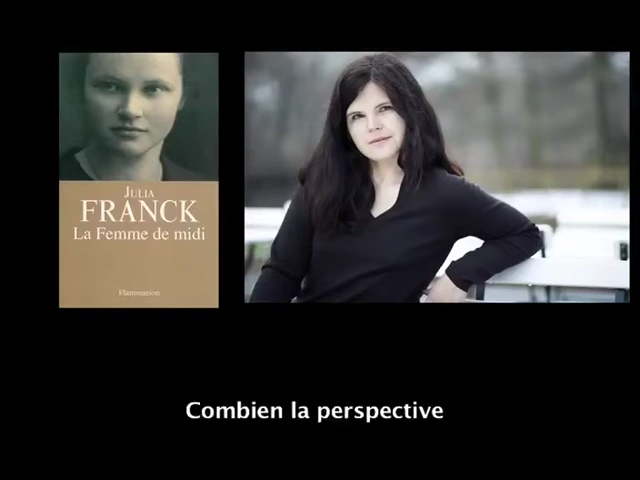 JULIA
FRANCK
La Femme de midi
Flammarion
Combien la perspective